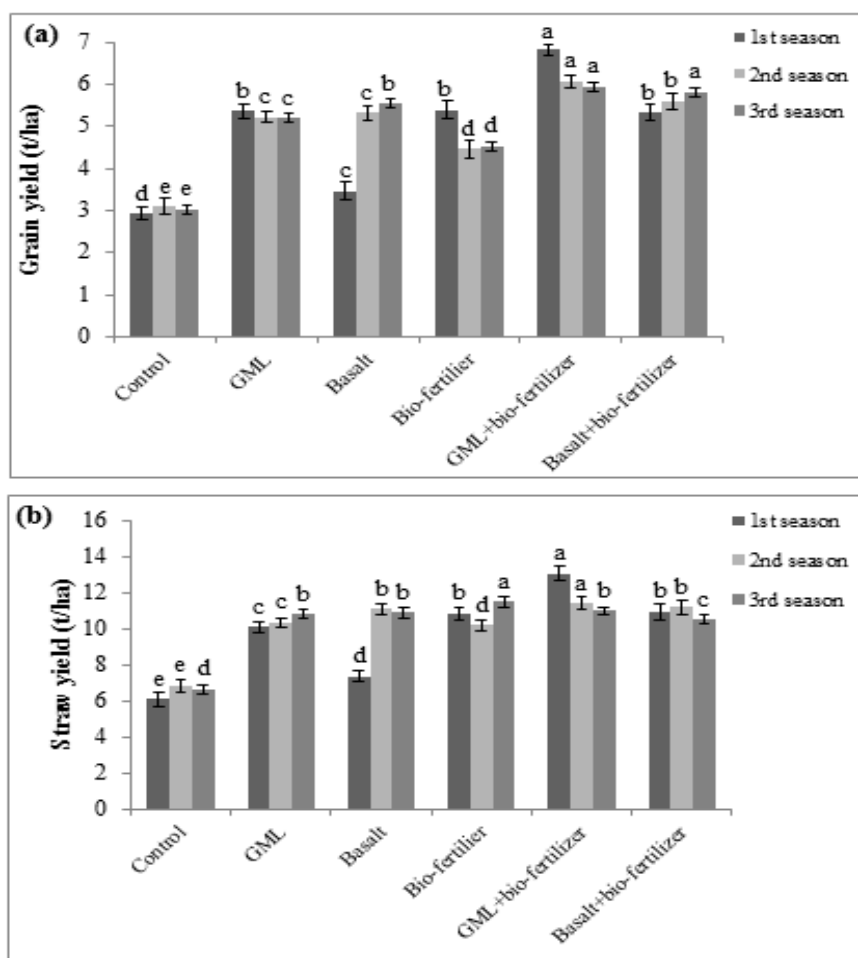 (a)
Grain yield (t/ha)
7
6
5
4
3
2
1
0
d e e
b c c
c b b
b d d
a a a
b b a
Control
GML
Basalt
Bio-fertilier
GML+bio-fertilizer
Basalt+bio-fertilizer
1st season
2nd season
3rd season
(b)
Straw yield (t/ha)
16
14
12
10
8
6
4
2
0
e e d
c c b
d b b
b d a
a a b
b b c
Control
GML
Basalt
Bio-fertilier
GML+bio-fertilizer
Basalt+bio-fertilizer
1st season
2nd season
3rd season